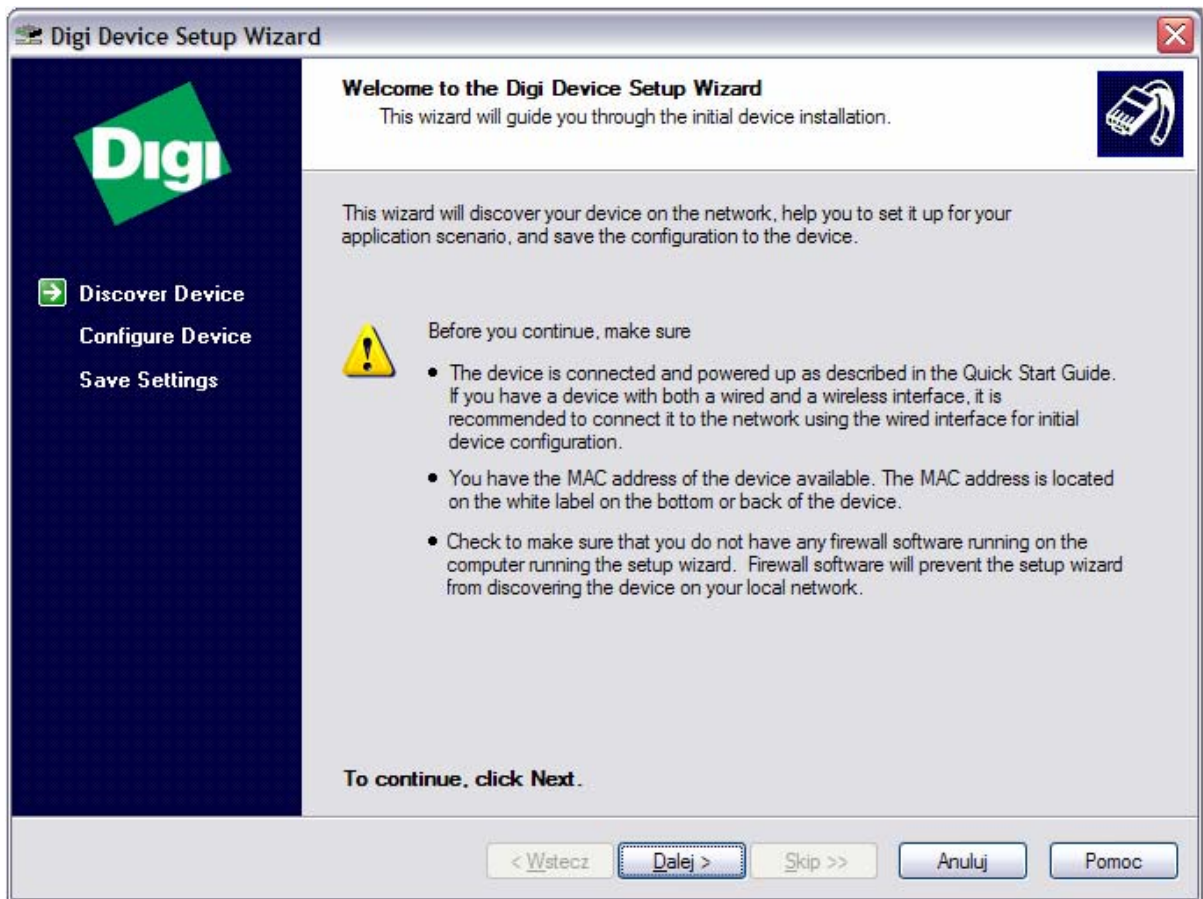 Digi Device Setup Wizard
Digi
Discover Device
Configure Device
Save Settings
Welcome to the Digi Device Setup Wizard
This wizard will guide you through the initial device installation.
This wizard will discover your device on the network, help you to set it up for your
application scenario, and save the configuration to the device.
Before you continue, make sure
• The device is connected and powered up as described in the Quick Start Guide.
If you have a device with both a wired and a wireless interface, it is
recommended to connect it to the network using the wired interface for initial
device configuration.
• You have the MAC address of the device available. The MAC address is located
on the white label on the bottom or back of the device.
• Check to make sure that you do not have any firewall software running on the
computer running the setup wizard.  Firewall software will prevent the setup wizard
from discovering the device on your local network.
To continue, click Next.
< Wstecz
Dalej >
Skip >>
Anuluj
Pomoc